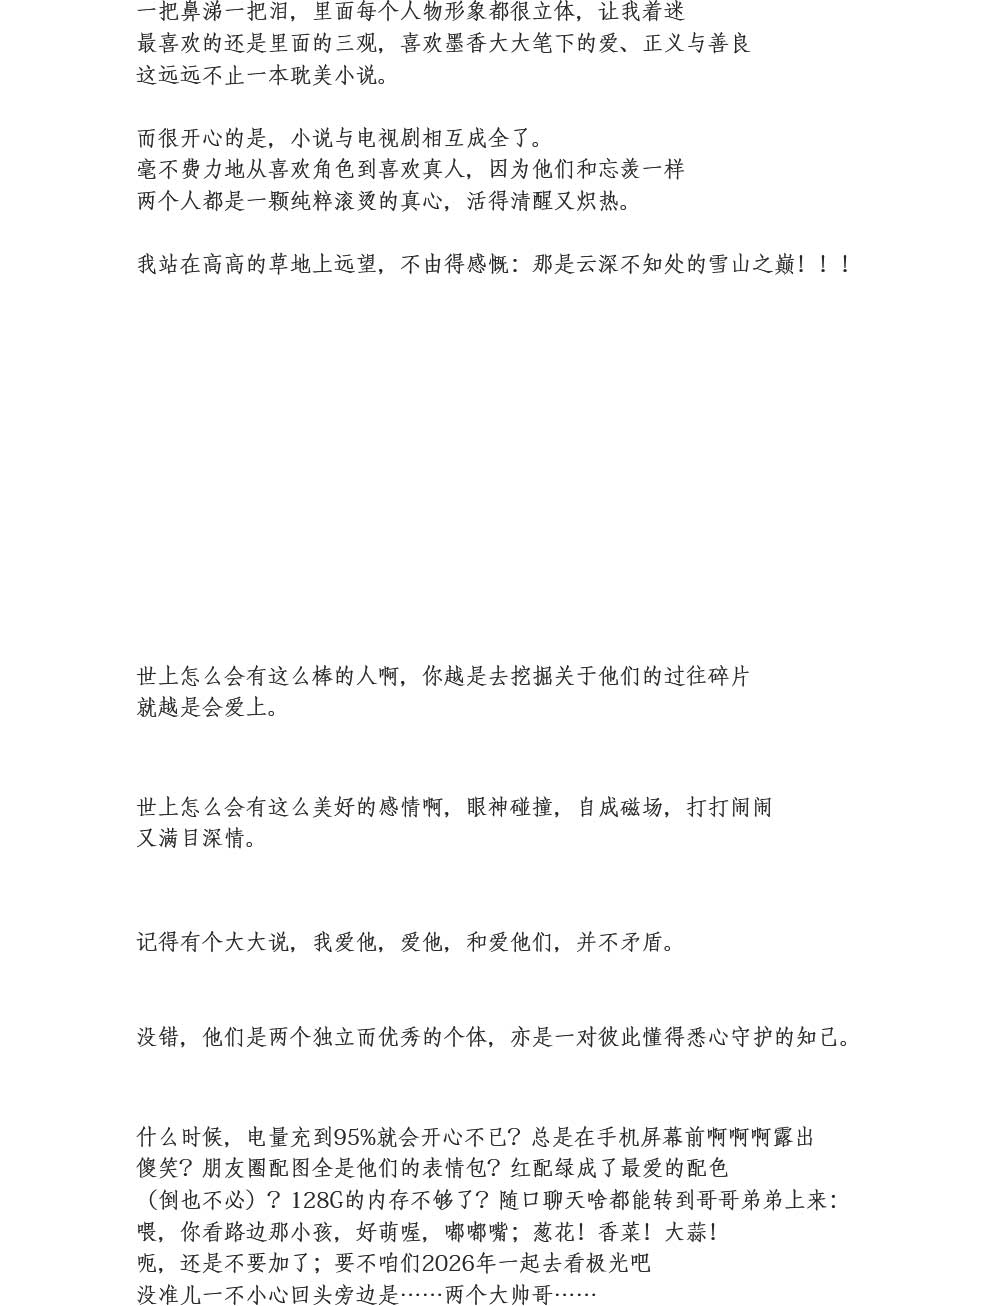 一把鼻涕一把泪，里面每个人物形象都很立体，让我着迷
最喜欢的还是里面的三观，喜欢墨香大大笔下的爱、正义与善良
这远远不止一本耽美小说。
而很开心的是，小说与电视剧相互成全了。
毫不费力地从喜欢角色到喜欢真人，因为他们和忘羡一样
两个人都是一颗纯粹滚烫的真心，活得清醒又炽热。
我站在高高的草地上远望，不由得感慨：那是云深不知处的雪山之巅！！！
世上怎么会有这么棒的人啊，你越是去挖掘关于他们的过往碎片
就越是会爱上。
世上怎么会有这么美好的感情啊，眼神碰撞，自成磁场，打打闹闹
又满目深情。
记得有个大大说，我爱他，爱他，和爱他们，并不矛盾。
没错，他们是两个独立而优秀的个体，亦是一对彼此懂得悉心守护的知己。
什么时候，电量充到95%就会开心不已？总是在手机屏幕前啊啊啊露出
傻笑？朋友圈配图全是他们的表情包？红配绿成了最爱的配色
（倒也不必）？128G的内存不够了？随口聊天啥都能转到哥哥弟弟上来：
喂，你看路边那小孩，好萌喔，嘟嘟嘴；葱花！香菜！大蒜！
呃，还是不要加了；要不咱们2026年一起去看极光吧
没准儿一不小心回头旁边是……两个大帅哥……